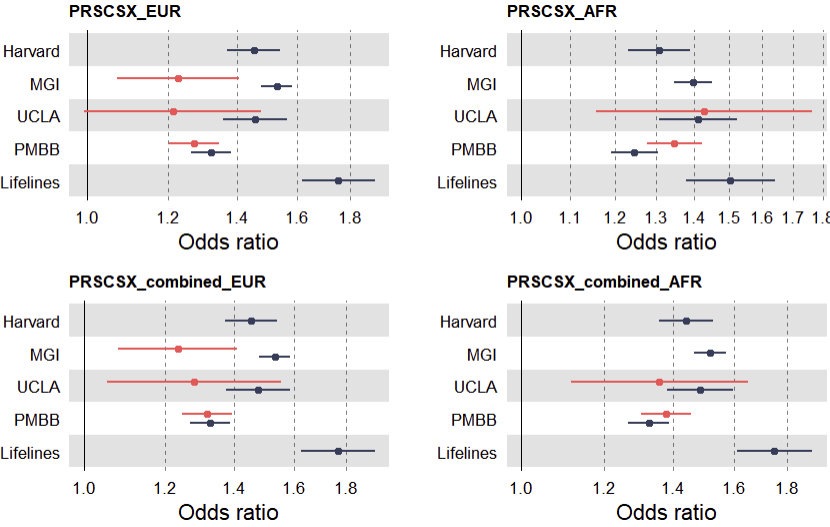 PRSCSX_EUR
Harvard
MGI
UCLA
PMBB
Lifelines
1.0 1.2 1.4 1.6 1.8
Odds ratio
PRSCSX_AFR
Harvard
MGI
UCLA
PMBB
Lifelines
1.0 1.1 1.2 1.3 1.4 1.5 1.6 1.7 1.8
Odds ratio
PRSCSX_combined_EUR
Harvard
MGI
UCLA
PMBB
Lifelines
1.0 1.2 1.4 1.6 1.8
Odds ratio
PRSCSX_combined_AFR
Harvard
MGI
UCLA
PMBB
Lifelines
1.0 1.2 1.4 1.6 1.8
Odds ratio